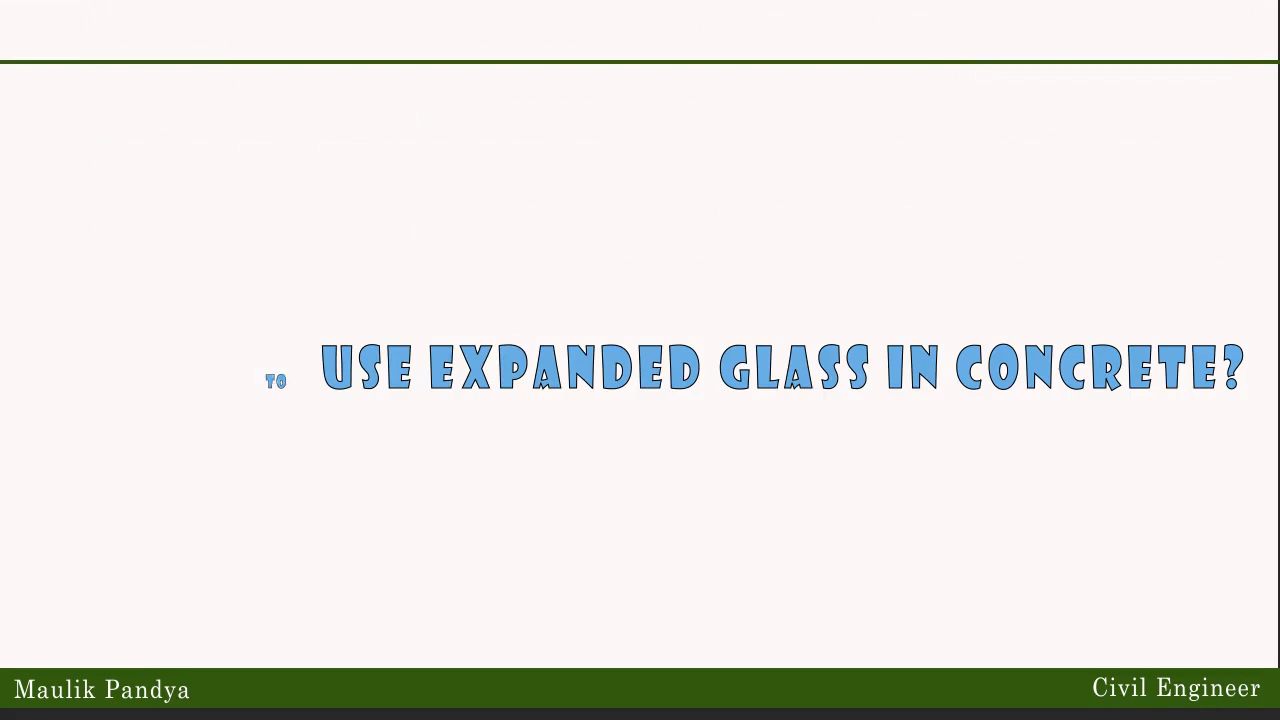 TO USE EXPANDED GLASS IN CONCRETE?
Maulik Pandya
Civil Engineer